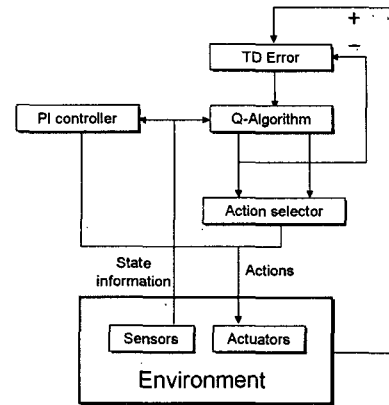 +
−
TD Error
PI controller
Q-Algorithm
Action selector
State
information
Actions
Sensors
Actuators
Environment